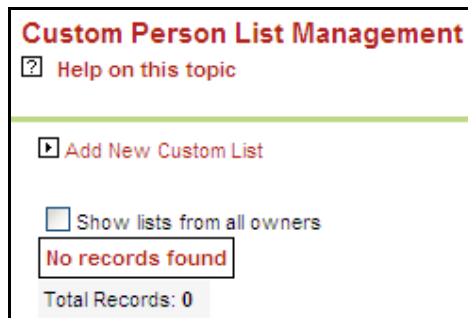 Custom Person List Management
? Help on this topic
Add New Custom List
Show lists from all owners
No records found
Total Records: 0